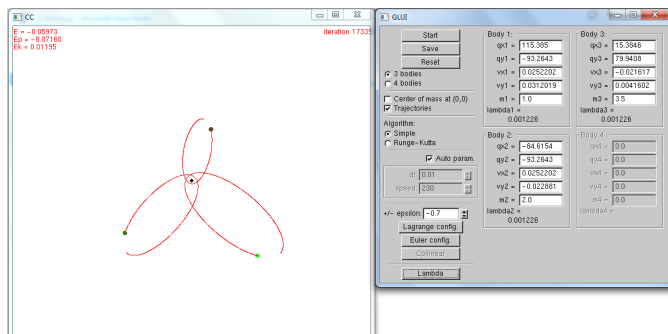 CC
E = -0.05973
Ep = -0.07168
Ek = 0.01195
iteration 17339
GLUI
Start
Save
Reset
3 bodies
4 bodies
Center of mass at (0,0)
Trajectories
Algorithm:
Simple
Runge-Kutta
Auto param.
dt: 0.01
speed: 230
+/- epsilon: -0.7
Lagrange config.
Euler config.
Collinear
Lambda
Body 1:
qx1 = 115.385
qy1 = -93.2643
vx1 = 0.0252202
vy1 = 0.0312019
m1 = 1.0
lambda1 =
0.001226
Body 2:
qx2 = -84.6154
qy2 = -93.2643
vx2 = 0.0252202
vy2 = -0.022881
m2 = 2.0
lambda2 =
0.001226
Body 3:
qx3 = 15.3846
qy3 = 79.9408
vx3 = -0.021617
vy3 = 0.0041602
m3 = 3.5
lambda3 =
0.001226
Body 4:
qx4 = 0.0
qy4 = 0.0
vx4 = 0.0
vy4 = 0.0
m4 = 0.0
lambda4 =